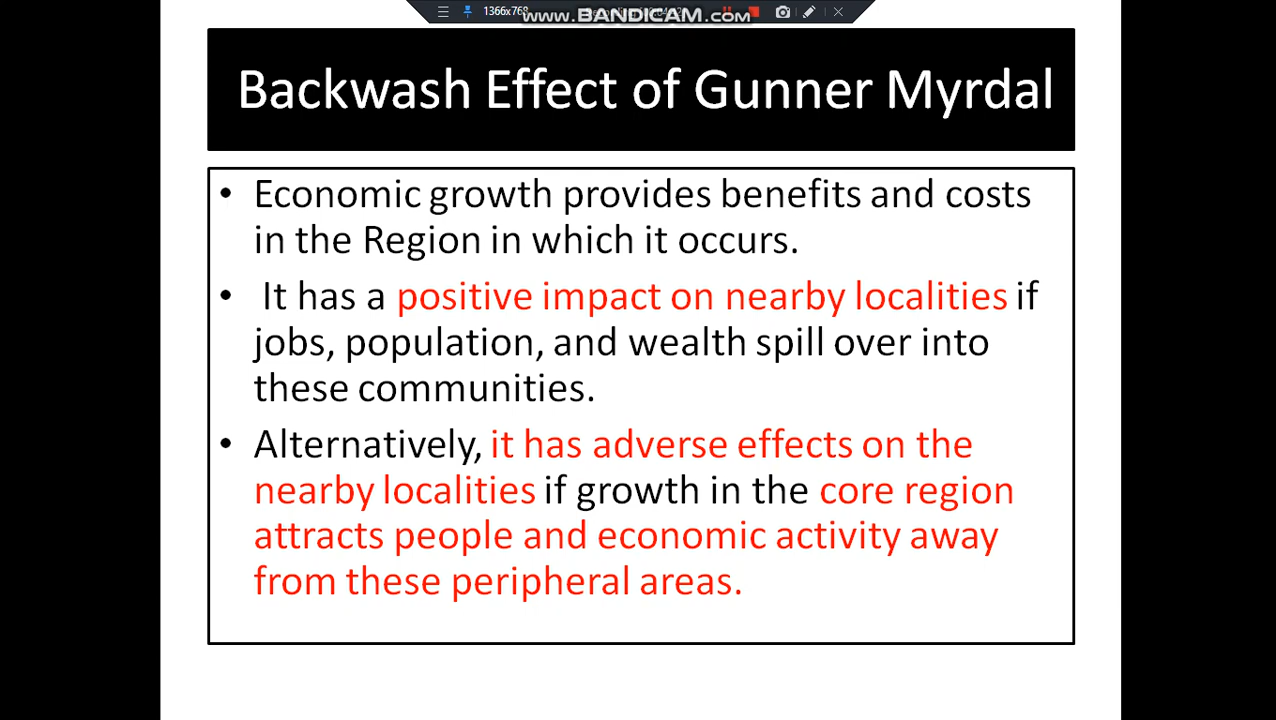 1366x768
www.BANDICAM.com
Backwash Effect of Gunner Myrdal
• Economic growth provides benefits and costs
in the Region in which it occurs.
• It has a positive impact on nearby localities if
jobs, population, and wealth spill over into
these communities.
• Alternatively, it has adverse effects on the
nearby localities if growth in the core region
attracts people and economic activity away
from these peripheral areas.